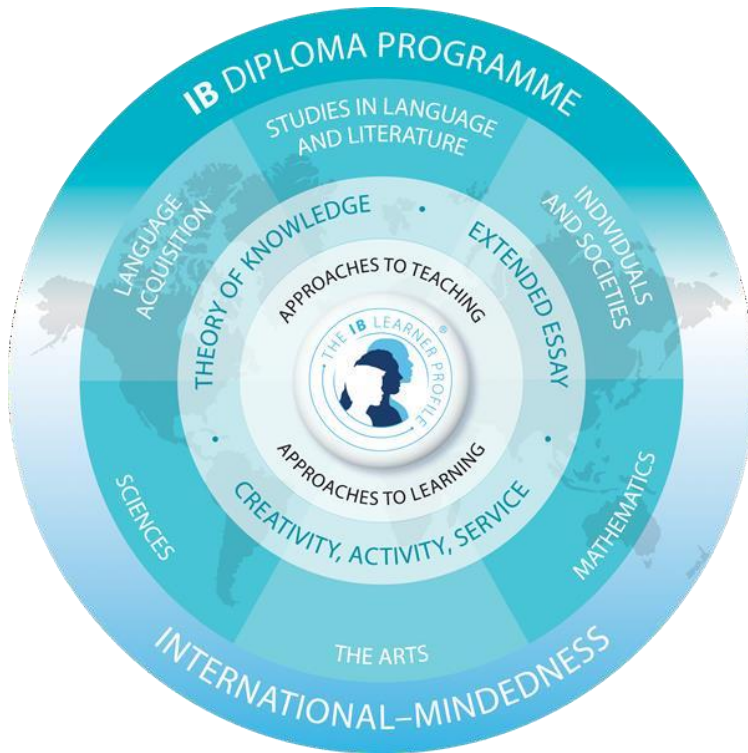 IB DIPLOMA PROGRAMME
STUDIES IN LANGUAGE
AND LITERATURE
LANGUAGE
ACQUISITION
INDIVIDUALS
AND SOCIETIES
THEORY OF KNOWLEDGE
EXTENDED ESSAY
APPROACHES TO TEACHING
THE IB LEARNER PROFILE ®
APPROACHES TO LEARNING
CREATIVITY, ACTIVITY, SERVICE
SCIENCES
MATHEMATICS
THE ARTS
INTERNATIONAL–MINDEDNESS